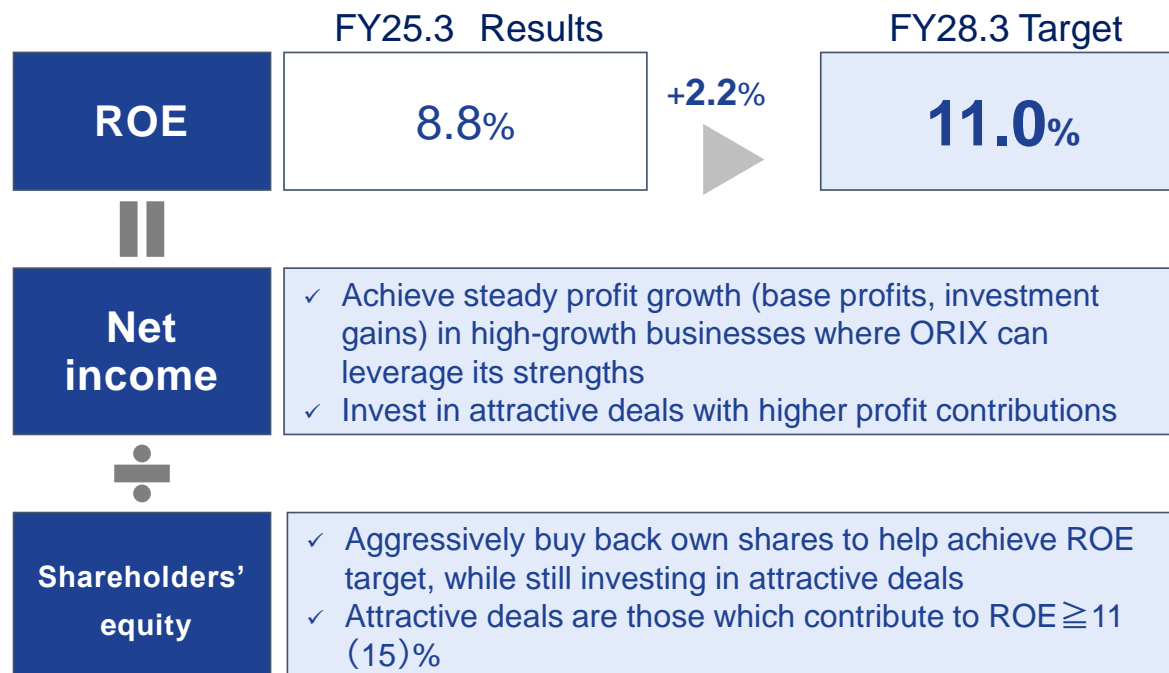 FY25.3 Results
FY28.3 Target
ROE
8.8%
+2.2%
11.0%
Net
income
✓ Achieve steady profit growth (base profits, investment
gains) in high-growth businesses where ORIX can
leverage its strengths
✓ Invest in attractive deals with higher profit contributions
÷
Shareholders'
equity
✓ Aggressively buy back own shares to help achieve ROE
target, while still investing in attractive deals
✓ Attractive deals are those which contribute to ROE≧11
(15)%